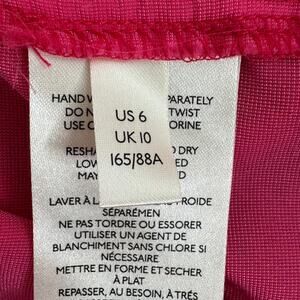 US 6
UK 10
165/88A
HAND PARATELY
DO NO TWIST
USE C ORINE
RESHA D DRY
LOW ED
MAY
LAVER À LA FROIDE
SÉPARÉMEN
NE PAS TORDRE OU ESSORER
UTILISER UN AGENT DE
BLANCHIMENT SANS CHLORE SI
NÉCESSAIRE
METTRE EN FORME ET SECHER
À PLAT
REPASSER, AU BESOIN, À TRÈS